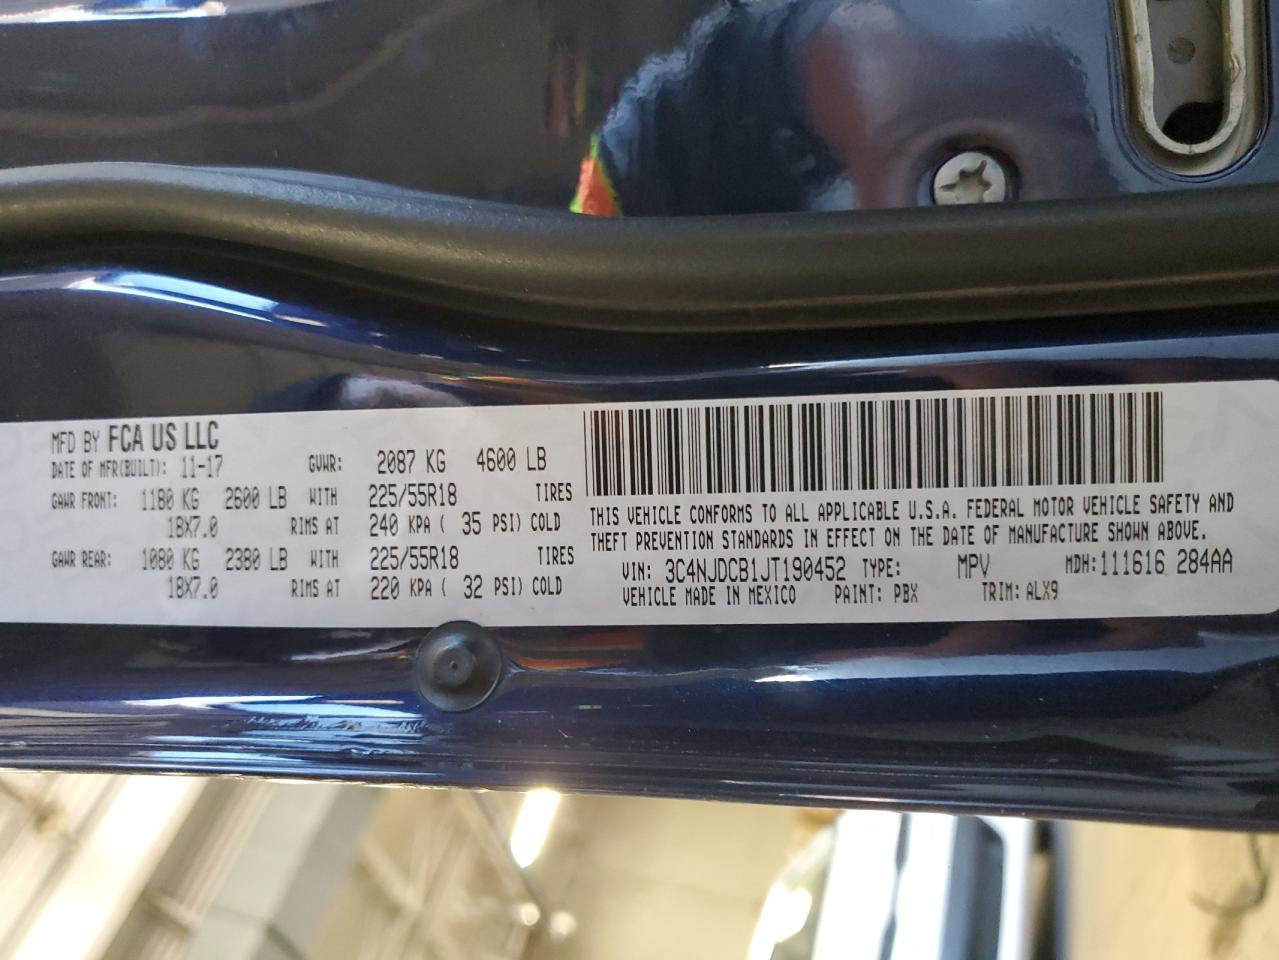 MFD BY FCA US LLC
DATE OF MFR(BUILT): 11-17 GVWR: 2087 KG 4600 LB
GAWR FRONT: 1180 KG 2600 LB WITH 225/55R18 TIRES
18X7.0 RIMS AT 240 KPA ( 35 PSI) COLD
GAWR REAR: 1080 KG 2380 LB WITH 225/55R18 TIRES
18X7.0 RIMS AT 220 KPA ( 32 PSI) COLD
THIS VEHICLE CONFORMS TO ALL APPLICABLE U.S.A. FEDERAL MOTOR VEHICLE SAFETY AND
THEFT PREVENTION STANDARDS IN EFFECT ON THE DATE OF MANUFACTURE SHOWN ABOVE.
VIN: 3C4NJDCB1JT190452 TYPE: MPV MDH: 111616 284AA
VEHICLE MADE IN MEXICO PAINT: PBX TRIM: ALX9